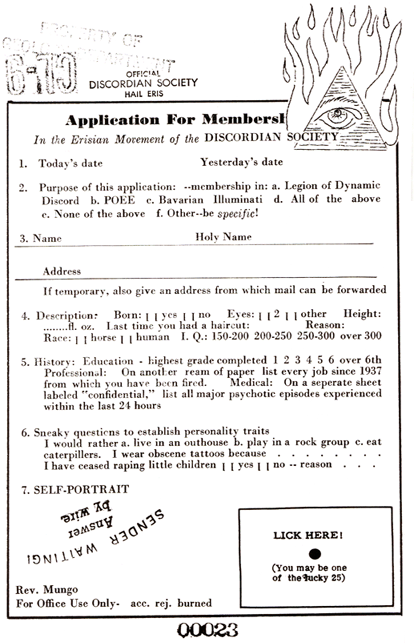 PROPERTY OF
DEPARTMENT
OFFICIAL
DISCORDIAN SOCIETY
HAIL ERIS
Application For Membersh
In the Erisian Movement of the DISCORDIAN SOCIETY
1. Today's date Yesterday's date
2. Purpose of this application: --membership in: a. Legion of Dynamic
Discord b. POEE c. Bavarian Illuminati d. All of the above
e. None of the above f. Other--be specific!
3. Name Holy Name
Address
If temporary, also give an address from which mail can be forwarded
4. Description: Born: [ ] yes [ ] no Eyes: [ ] 2 [ ] other Height:
........fl. oz. Last time you had a haircut: Reason:
Race: [ ] horse [ ] human I. Q.: 150-200 200-250 250-300 over 300
5. History: Education - highest grade completed 1 2 3 4 5 6 over 6th
Professional: On another ream of paper list every job since 1937
from which you have been fired. Medical: On a seperate sheet
labeled "confidential," list all major psychotic episodes experienced
within the last 24 hours
6. Sneaky questions to establish personality traits
I would rather a. live in an outhouse b. play in a rock group c. eat
caterpillers. I wear obscene tattoos because . . . . . . . .
I have ceased raping little children [ ] yes [ ] no -- reason . . .
7. SELF-PORTRAIT
SENDER WAITING!
Answer
by wire.
LICK HERE!
(You may be one
of the lucky 25)
Rev. Mungo
For Office Use Only- acc. rej. burned
00023